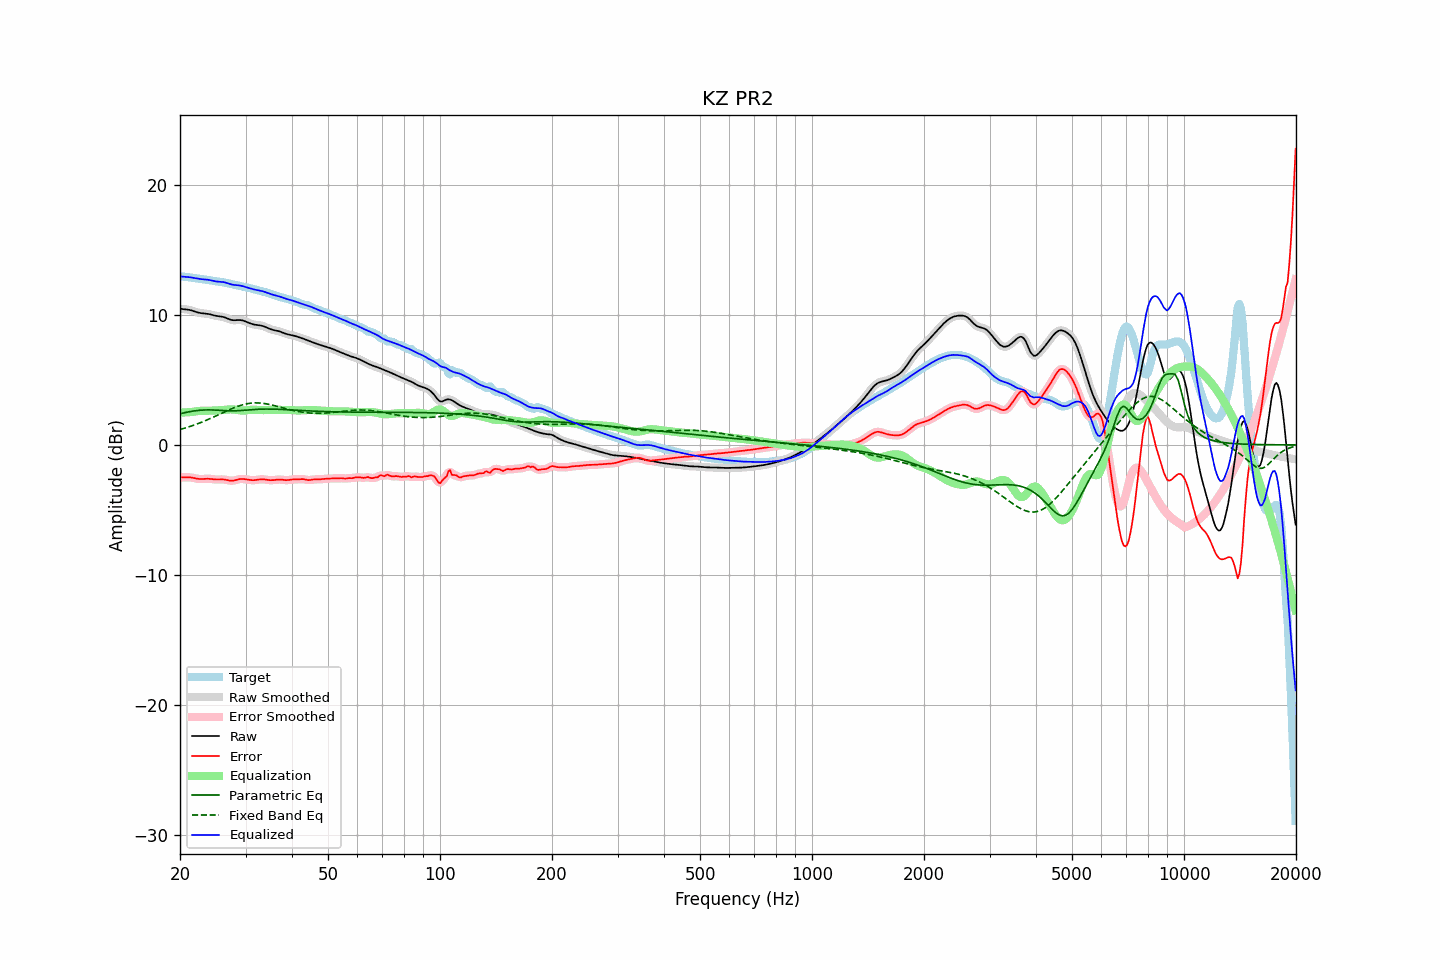 KZ PR2
Amplitude (dBr)
20
10
0
−10
−20
−30
Target
Raw Smoothed
Error Smoothed
Raw
Error
Equalization
Parametric Eq
Fixed Band Eq
Equalized
20 50 100 200 500 1000 2000 5000 10000 20000
Frequency (Hz)